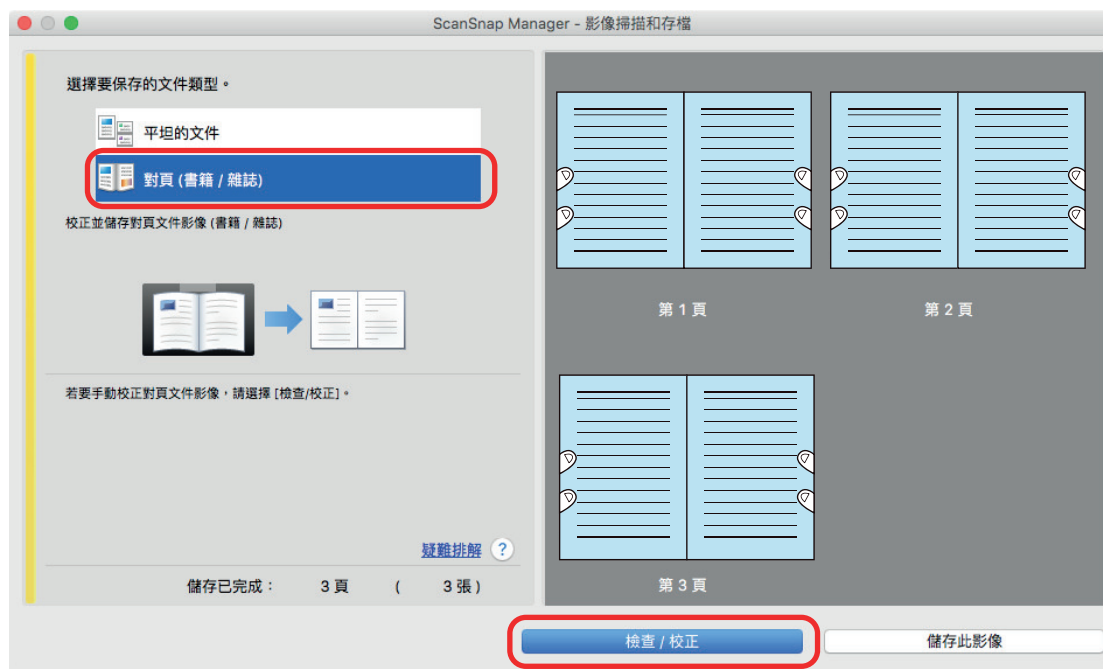 ScanSnap Manager - 影像掃描和存檔
選擇要保存的文件類型。
平坦的文件
對頁 (書籍 / 雜誌)
校正並儲存對頁文件影像 (書籍 / 雜誌)
若要手動校正對頁文件影像，請選擇 [檢查/校正]。
疑難排解 ?
儲存已完成： 3 頁 ( 3 張 )
第 1 頁
第 2 頁
第 3 頁
檢查 / 校正
儲存此影像